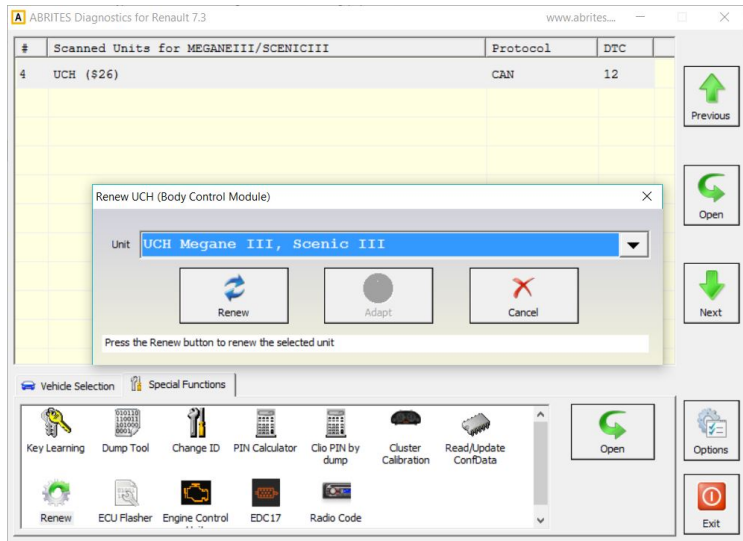 A ABRITES Diagnostics for Renault 7.3 www.abrites....
# Scanned Units for MEGANEIII/SCENICIII Protocol DTC
4 UCH ($26) CAN 12
Previous
Renew UCH (Body Control Module)
Open
Unit UCH Megane III, Scenic III
Renew Adapt Cancel
Next
Press the Renew button to renew the selected unit
Vehicle Selection Special Functions
Key Learning Dump Tool Change ID PIN Calculator Clio PIN by dump Cluster Calibration Read/Update ConfData
Open
Options
Renew ECU Flasher Engine Control EDC17 Radio Code
Exit